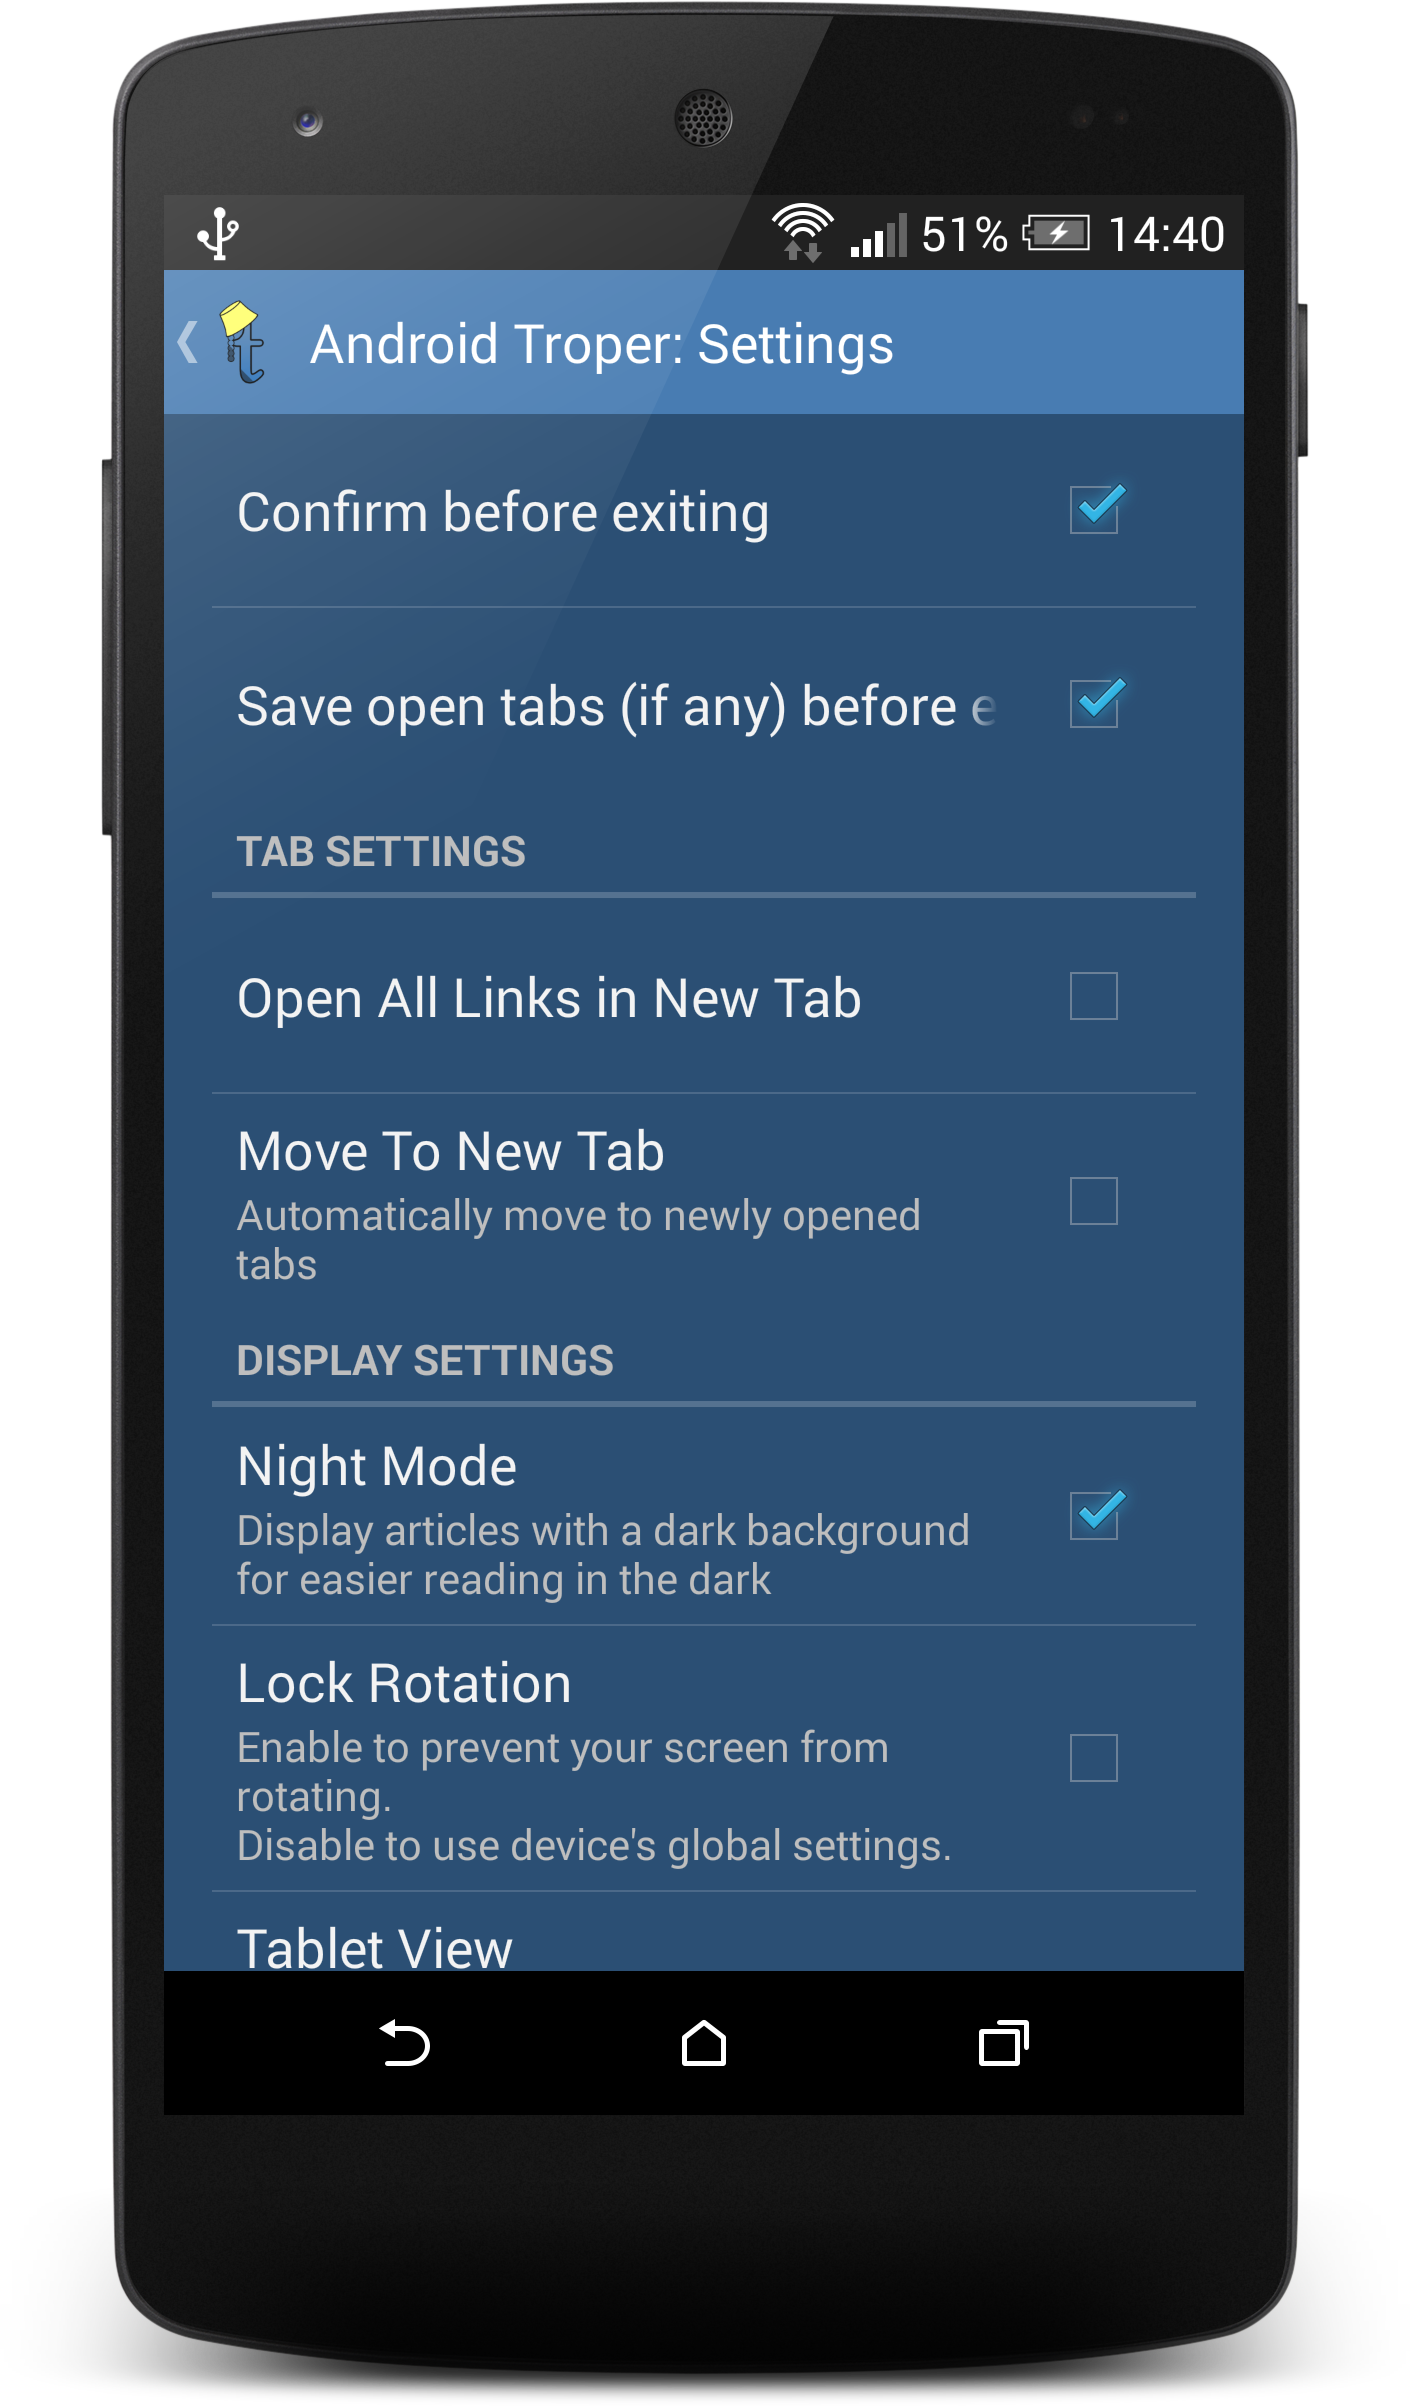 51% 14:40
Android Troper: Settings
Confirm before exiting
Save open tabs (if any) before e
TAB SETTINGS
Open All Links in New Tab
Move To New Tab
Automatically move to newly opened
tabs
DISPLAY SETTINGS
Night Mode
Display articles with a dark background
for easier reading in the dark
Lock Rotation
Enable to prevent your screen from
rotating.
Disable to use device's global settings.
Tablet View